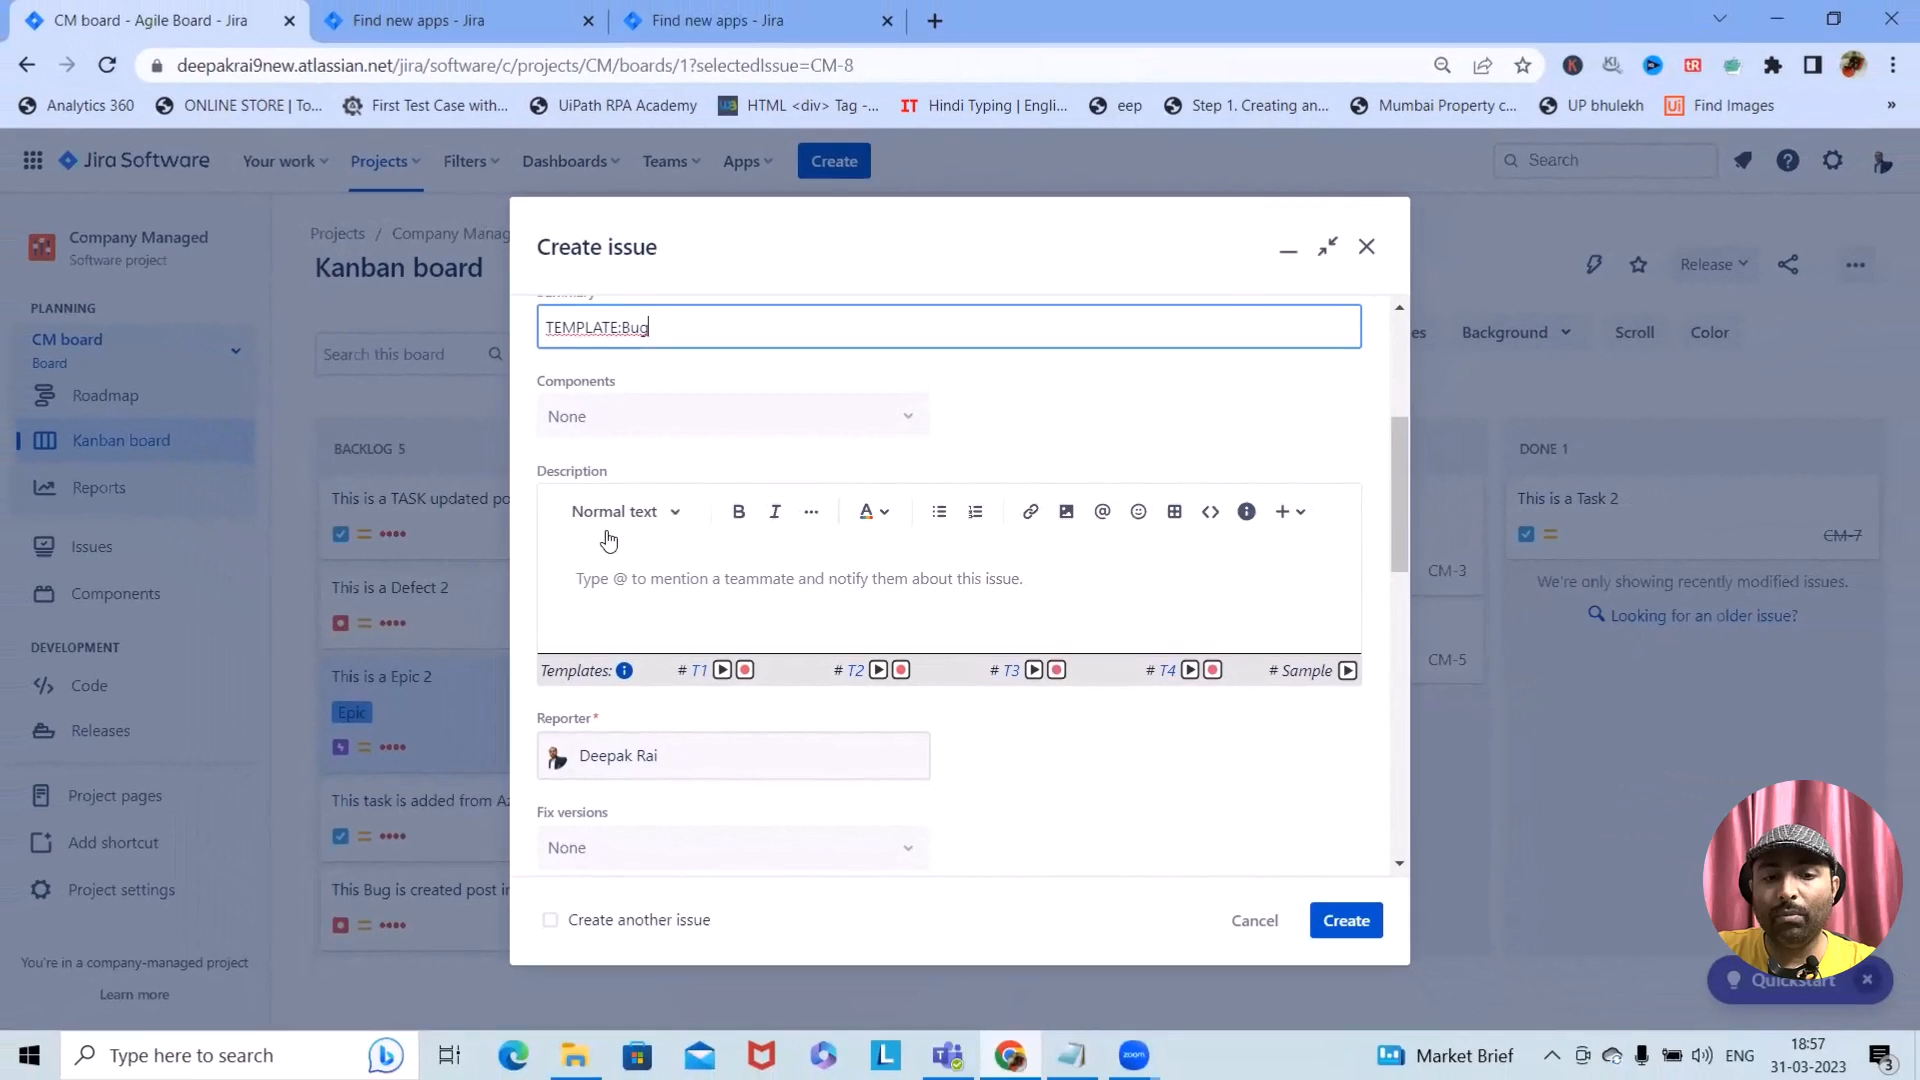 CM board - Agile Board - Jira
Find new apps - Jira
Find new apps - Jira
deepakrai9new.atlassian.net/jira/software/c/projects/CM/boards/1?selectedIssue=CM-8
Analytics 360
ONLINE STORE | To...
First Test Case with...
UiPath RPA Academy
HTML <div> Tag -...
Hindi Typing | Engli...
eep
Step 1. Creating an...
Mumbai Property c...
UP bhulekh
Find Images
Jira Software
Your work
Projects
Filters
Dashboards
Teams
Apps
Create
Search
Company Managed
Software project
PLANNING
CM board
Board
Roadmap
Kanban board
Reports
Issues
Components
DEVELOPMENT
Code
Releases
Project pages
Add shortcut
Project settings
You're in a company-managed project
Learn more
Projects / Company Manag
Kanban board
Release
Search this board
Background
Scroll
Color
BACKLOG 5
This is a TASK updated po
This is a Defect 2
This is a Epic 2
Epic
This task is added from Az
This Bug is created post in
CM-3
CM-5
DONE 1
This is a Task 2
CM-7
We're only showing recently modified issues.
Looking for an older issue?
Create issue
TEMPLATE:Bug
Components
None
Description
Normal text
Type @ to mention a teammate and notify them about this issue.
Templates: # T1 # T2 # T3 # T4 # Sample
Reporter*
Deepak Rai
Fix versions
None
Create another issue
Cancel
Create
Quickstart
Type here to search
Market Brief
ENG
18:57
31-03-2023
3